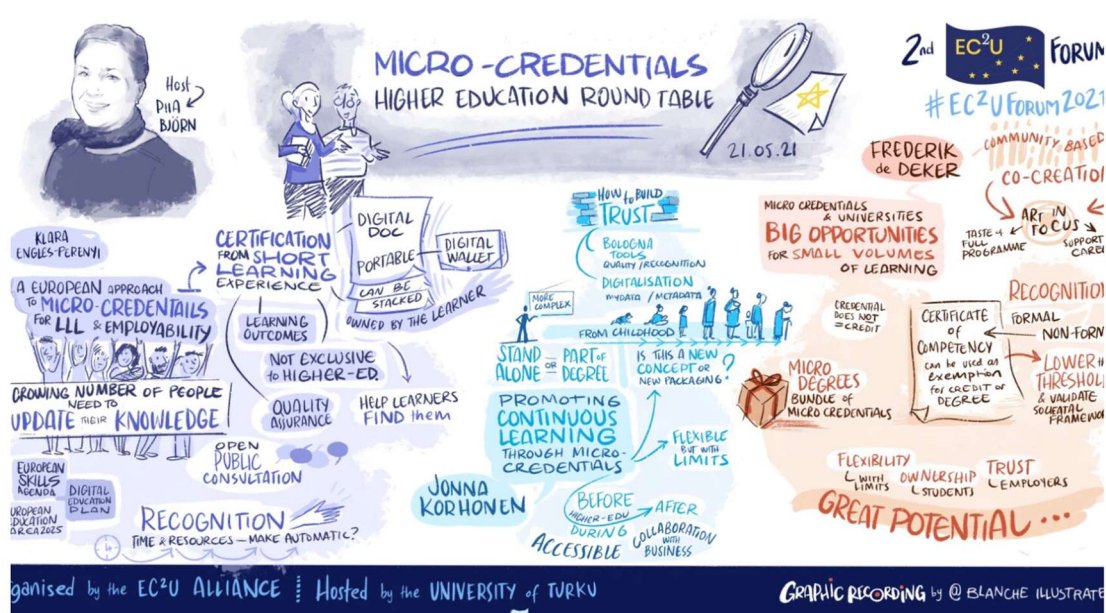 MICRO-CREDENTIALS
HIGHER EDUCATION ROUND TABLE
21.05.21
2nd
EC²U
FORUM
#EC²UFORUM2021
Host
PIIA
BJÖRN
KLARA
ENGLES-PERENYI
A EUROPEAN APPROACH
TO MICRO-CREDENTAILS
FOR LLL & EMPLOYABILITY
GROWING NUMBER OF PEOPLE
NEED TO
UPDATE THEIR KNOWLEDGE
EUROPEAN
SKILLS
AGENDA
DIGITAL
EDUCATION
PLAN
UROPEAN
DUCATION
AREA 2025
CERTIFICATION
FROM SHORT
LEARNING
EXPERIENCE
DIGITAL
DOC
PORTABLE
DIGITAL
WALLET
CAN BE
STACKED
OWNED BY THE LEARNER
LEARNING
OUTCOMES
NOT EXCLUSIVE
to HIGHER-ED.
QUALITY
ASSURANCE
HELP LEARNERS
FIND them
OPEN
PUBLIC
CONSULTATION
RECOGNITION
TIME & RESOURCES – MAKE AUTOMATIC?
HOW to BUILD
TRUST
BOLOGNA
TOOLS
QUALITY/RECOGNITION
DIGITALISATION
MYDATA / METADATA
MORE
COMPLEX
FROM CHILDHOOD
STAND
ALONE
OR
PART OF
DEGREE
IS THIS A NEW
CONCEPT OR
NEW PACKAGING?
PROMOTING
CONTINUOUS
LEARNING
THROUGH MICRO-
CREDENTIALS
FLEXIBLE
BUT WITH
LIMITS
JONNA
KORHONEN
BEFORE
HIGHER-EDU
DURING
AFTER
ACCESSIBLE
COLLABORATION
WITH
BUSINESS
FREDERIK
de DEKER
COMMUNITY BASED
CO-CREATION
ART IN
FOCUS
TASTE of
FULL
PROGRAMME
SUPPORT
CAREE
MICRO CREDENTIALS
& UNIVERSITIES
BIG OPPORTUNITIES
FOR SMALL VOLUMES
OF LEARNING
CREDENTIAL
DOES NOT
=CREDIT
CERTIFICATE
of
COMPETENCY
can be used as
exemption
for CREDIT or
DEGREE
RECOGNITION
FORMAL
NON-FORM
LOWER
THRESHOLD
& VALIDATE
SOCIETAL
FRAMEWOR
MICRO
DEGREES
BUNDLE of
MICRO CREDENTIALS
FLEXIBILITY
WITH
LIMITS
OWNERSHIP
STUDENTS
TRUST
EMPLOYERS
GREAT POTENTIAL...
ganised by the EC²U ALLIANCE
Hosted by the UNIVERSITY of TURKU
GRAPHIC RECORDING by @ BLANCHE ILLUSTRATE